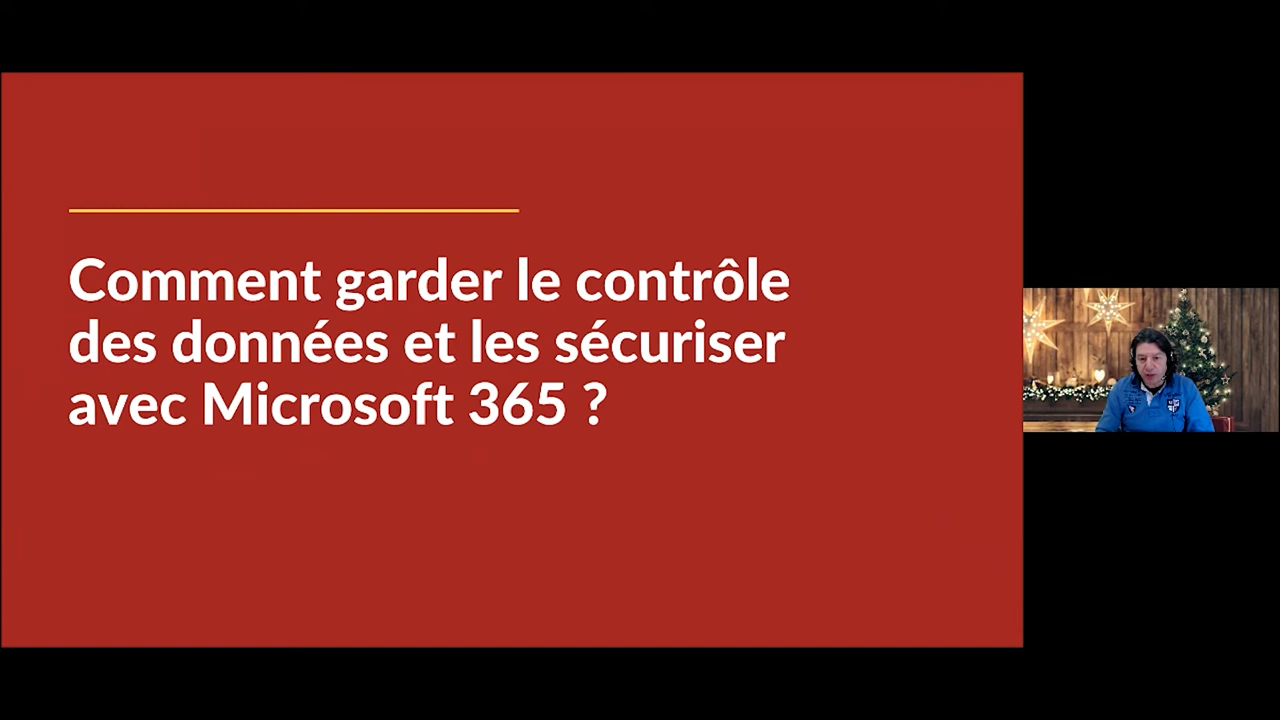 Comment garder le contrôle
des données et les sécuriser
avec Microsoft 365 ?